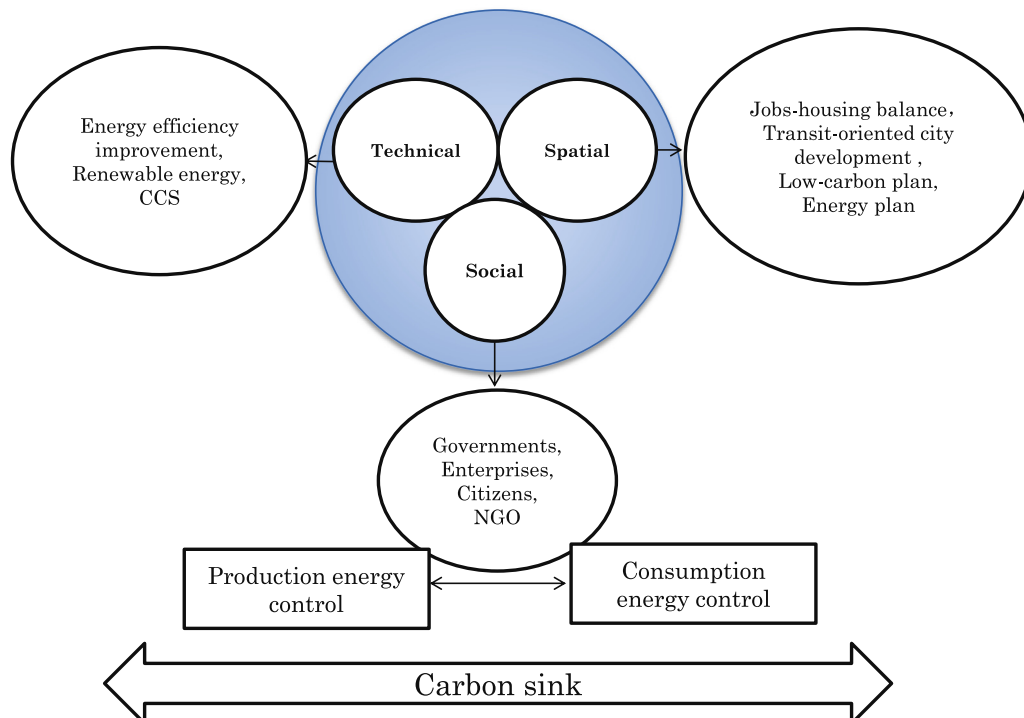 Energy efficiency
improvement,
Renewable energy,
CCS
Technical
Spatial
Social
Jobs-housing balance，
Transit-oriented city
development ,
Low-carbon plan,
Energy plan
Governments,
Enterprises,
Citizens,
NGO
Production energy
control
Consumption
energy control
Carbon sink